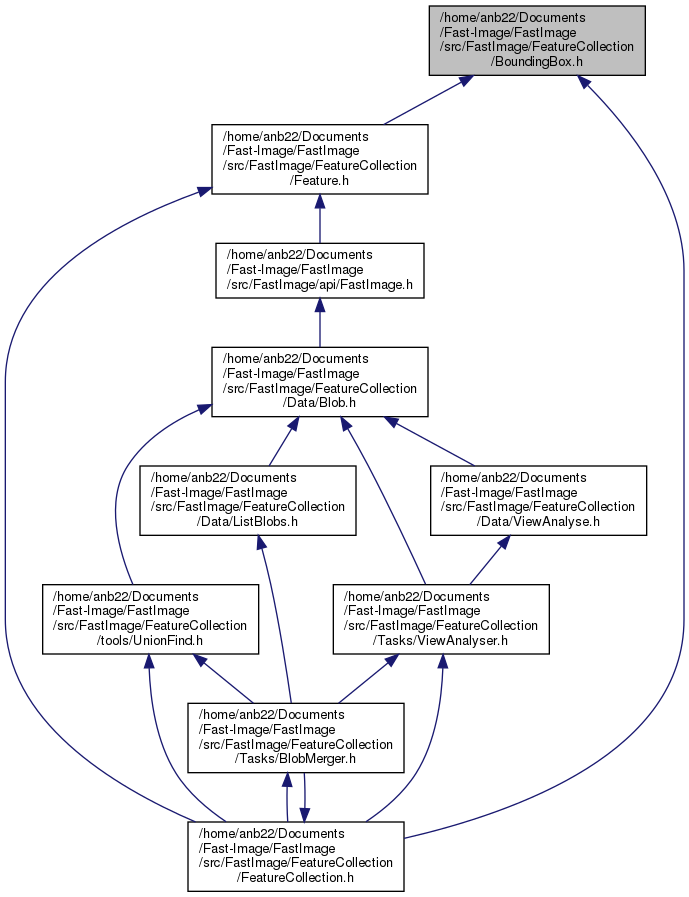 /home/anb22/Documents
/Fast-Image/FastImage
/src/FastImage/FeatureCollection
/BoundingBox.h
/home/anb22/Documents
/Fast-Image/FastImage
/src/FastImage/FeatureCollection
/Feature.h
/home/anb22/Documents
/Fast-Image/FastImage
/src/FastImage/api/FastImage.h
/home/anb22/Documents
/Fast-Image/FastImage
/src/FastImage/FeatureCollection
/Data/Blob.h
/home/anb22/Documents
/Fast-Image/FastImage
/src/FastImage/FeatureCollection
/Data/ListBlobs.h
/home/anb22/Documents
/Fast-Image/FastImage
/src/FastImage/FeatureCollection
/Data/ViewAnalyse.h
/home/anb22/Documents
/Fast-Image/FastImage
/src/FastImage/FeatureCollection
/tools/UnionFind.h
/home/anb22/Documents
/Fast-Image/FastImage
/src/FastImage/FeatureCollection
/Tasks/ViewAnalyser.h
/home/anb22/Documents
/Fast-Image/FastImage
/src/FastImage/FeatureCollection
/Tasks/BlobMerger.h
/home/anb22/Documents
/Fast-Image/FastImage
/src/FastImage/FeatureCollection
/FeatureCollection.h